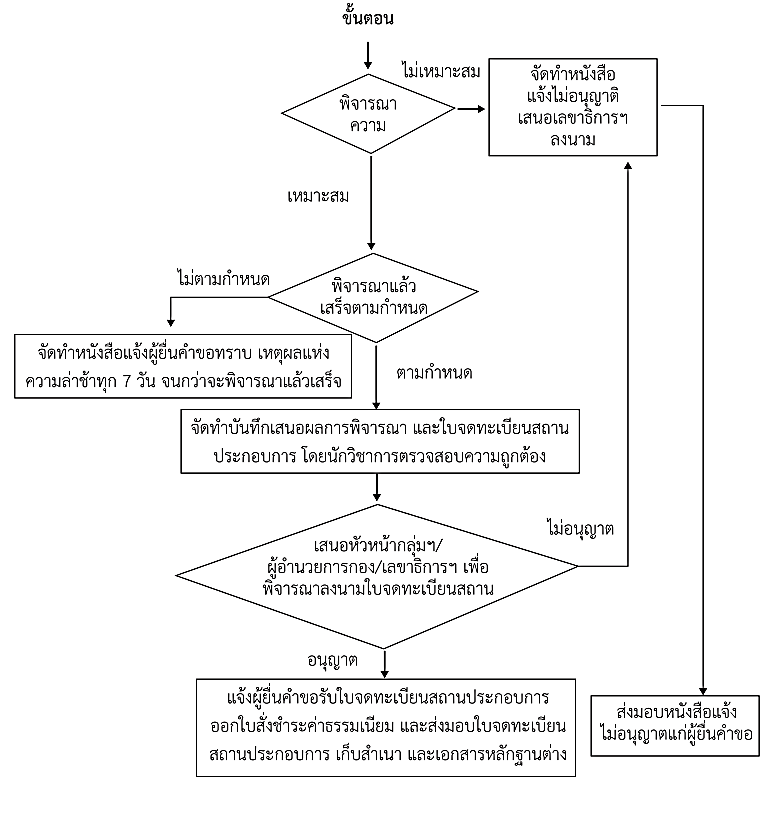 ขั้นตอน
ไม่เหมาะสม
พิจารณา
ความ
จัดทำหนังสือ
แจ้งไม่อนุญาติ
เสนอเลขาธิการฯ
ลงนาม
เหมาะสม
ไม่ตามกำหนด
พิจารณาแล้ว
เสร็จตามกำหนด
จัดทำหนังสือแจ้งผู้ยื่นคำขอทราบ เหตุผลแห่ง
ความล่าช้าทุก 7 วัน จนกว่าจะพิจารณาแล้วเสร็จ
ตามกำหนด
จัดทำบันทึกเสนอผลการพิจารณา และใบจดทะเบียนสถาน
ประกอบการ โดยนักวิชาการตรวจสอบความถูกต้อง
ไม่อนุญาต
เสนอหัวหน้ากลุ่มฯ/
ผู้อำนวยการกอง/เลขาธิการฯ เพื่อ
พิจารณาลงนามใบจดทะเบียนสถาน
อนุญาต
แจ้งผู้ยื่นคำขอรับใบจดทะเบียนสถานประกอบการ
ออกใบสั่งชำระค่าธรรมเนียม และส่งมอบใบจดทะเบียน
สถานประกอบการ เก็บสำเนา และเอกสารหลักฐานต่าง
ส่งมอบหนังสือแจ้ง
ไม่อนุญาตแก่ผู้ยื่นคำขอ